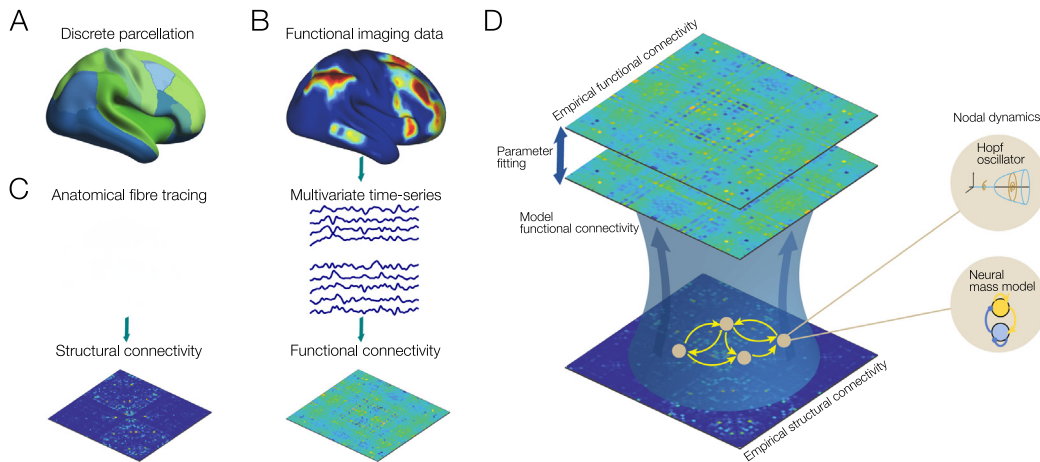 A
Discrete parcellation
B
Functional imaging data
C
Anatomical fibre tracing
Multivariate time-series
Structural connectivity
Functional connectivity
D
Empirical functional connectivity
Parameter
fitting
Model
functional connectivity
Empirical structural connectivity
Nodal dynamics
Hopf
oscillator
Neural
mass model